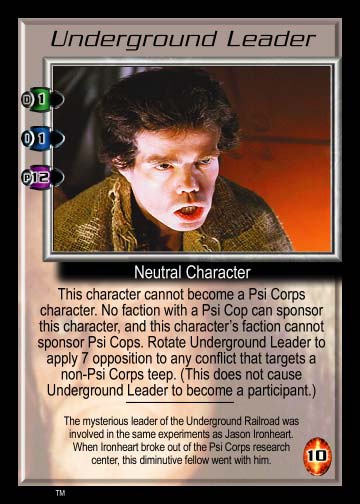 Underground Leader
D 1
I 1
P 12
Neutral Character
This character cannot become a Psi Corps
character. No faction with a Psi Cop can sponsor
this character, and this character's faction cannot
sponsor Psi Cops. Rotate Underground Leader to
apply 7 opposition to any conflict that targets a
non-Psi Corps teep. (This does not cause
Underground Leader to become a participant.)
The mysterious leader of the Underground Railroad was
involved in the same experiments as Jason Ironheart.
When Ironheart broke out of the Psi Corps research
center, this diminutive fellow went with him.
10
TM